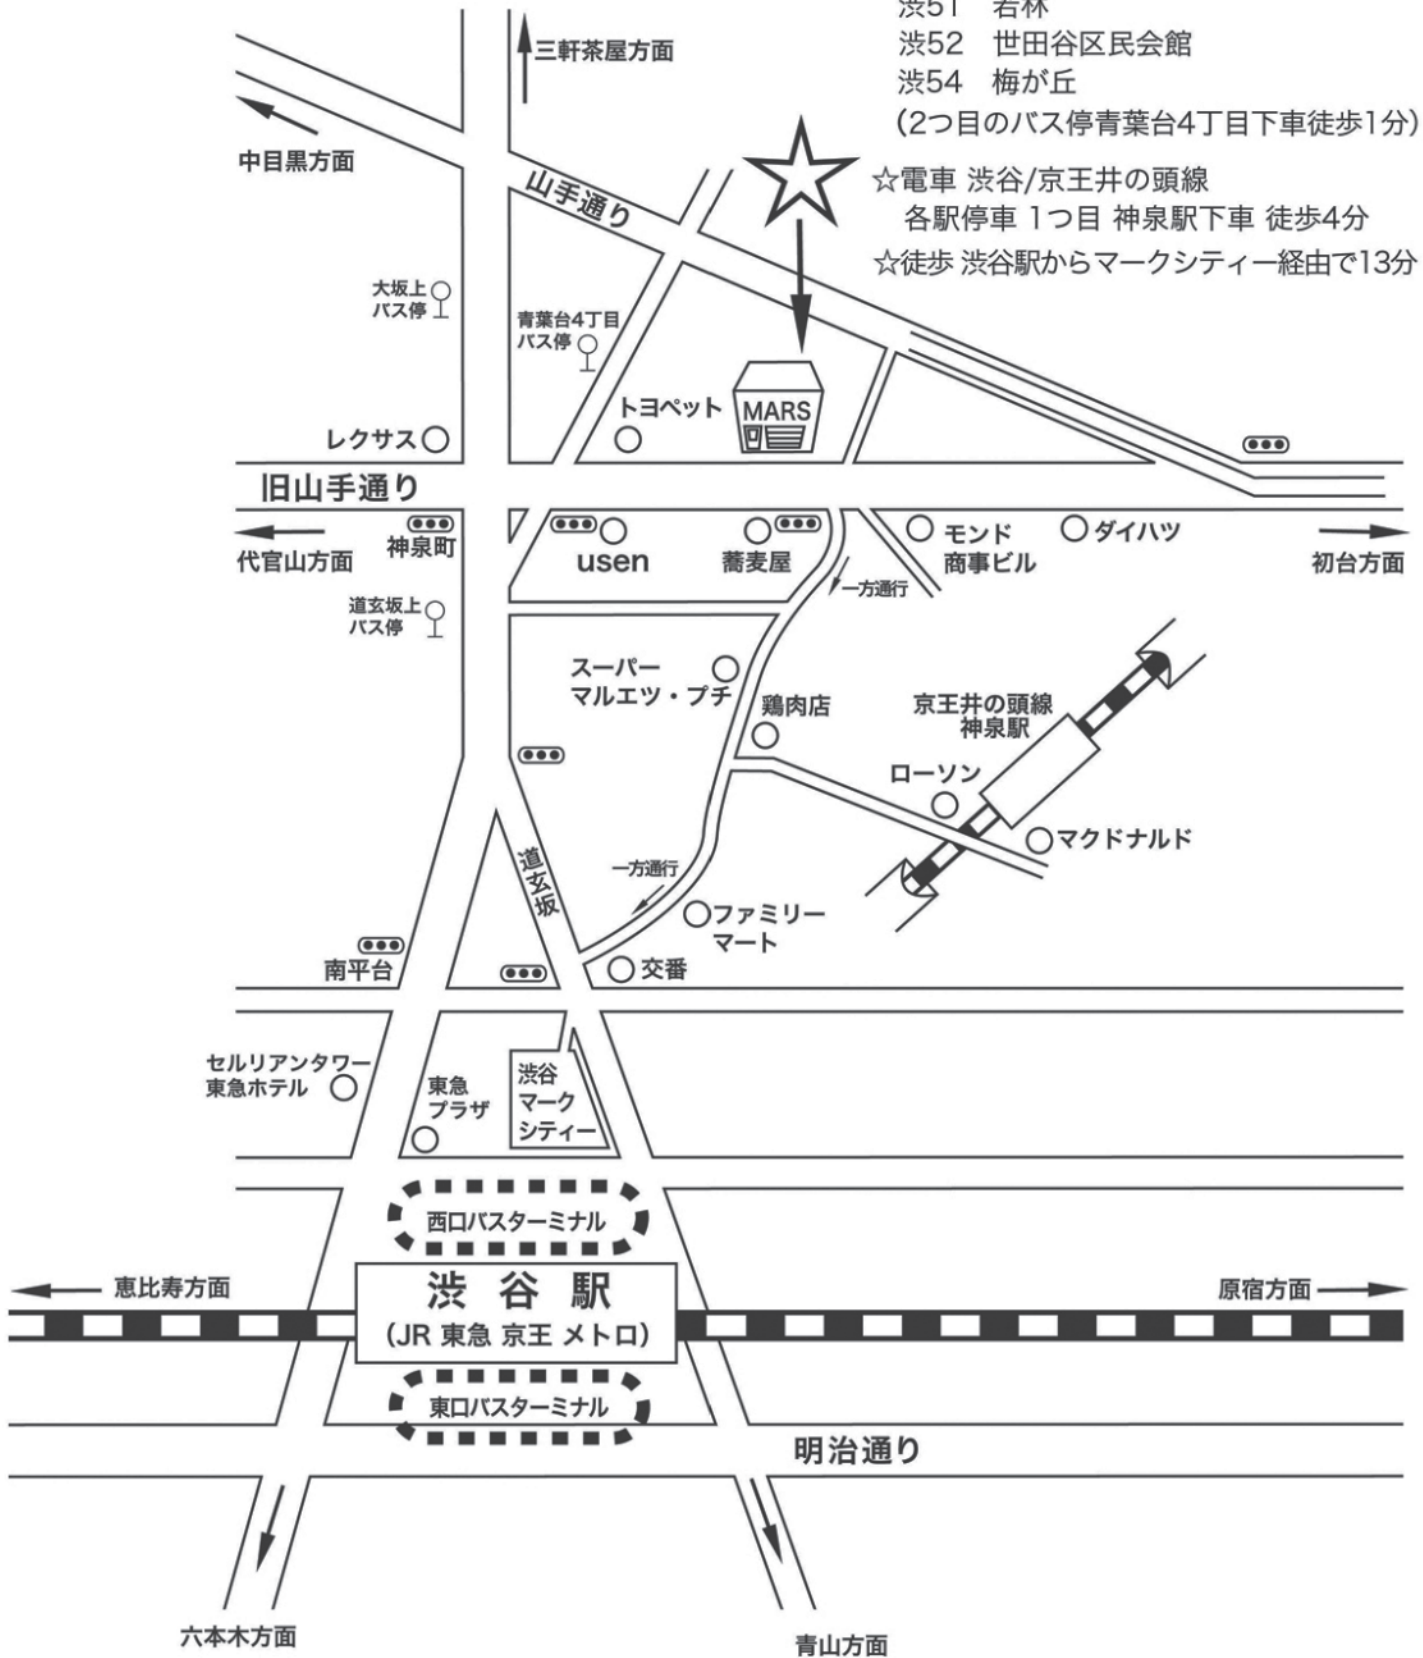 渋51 若林
渋52 世田谷区民会館
渋54 梅が丘
（2つ目のバス停青葉台4丁目下車徒歩1分）
☆電車 渋谷/京王井の頭線
各駅停車 1つ目 神泉駅下車 徒歩4分
☆徒歩 渋谷駅からマークシティー経由で13分
三軒茶屋方面
中目黒方面
山手通り
大坂上
バス停
青葉台4丁目
バス停
トヨペット
MARS
レクサス
旧山手通り
代官山方面
神泉町
usen
蕎麦屋
モンド
商事ビル
ダイハツ
初台方面
一方通行
道玄坂上
バス停
スーパー
マルエツ・プチ
鶏肉店
京王井の頭線
神泉駅
ローソン
マクドナルド
道玄坂
一方通行
ファミリー
マート
南平台
交番
セルリアンタワー
東急ホテル
東急
プラザ
渋谷
マーク
シティー
西口バスターミナル
恵比寿方面
渋谷駅
（JR 東急 京王 メトロ）
原宿方面
東口バスターミナル
明治通り
六本木方面
青山方面